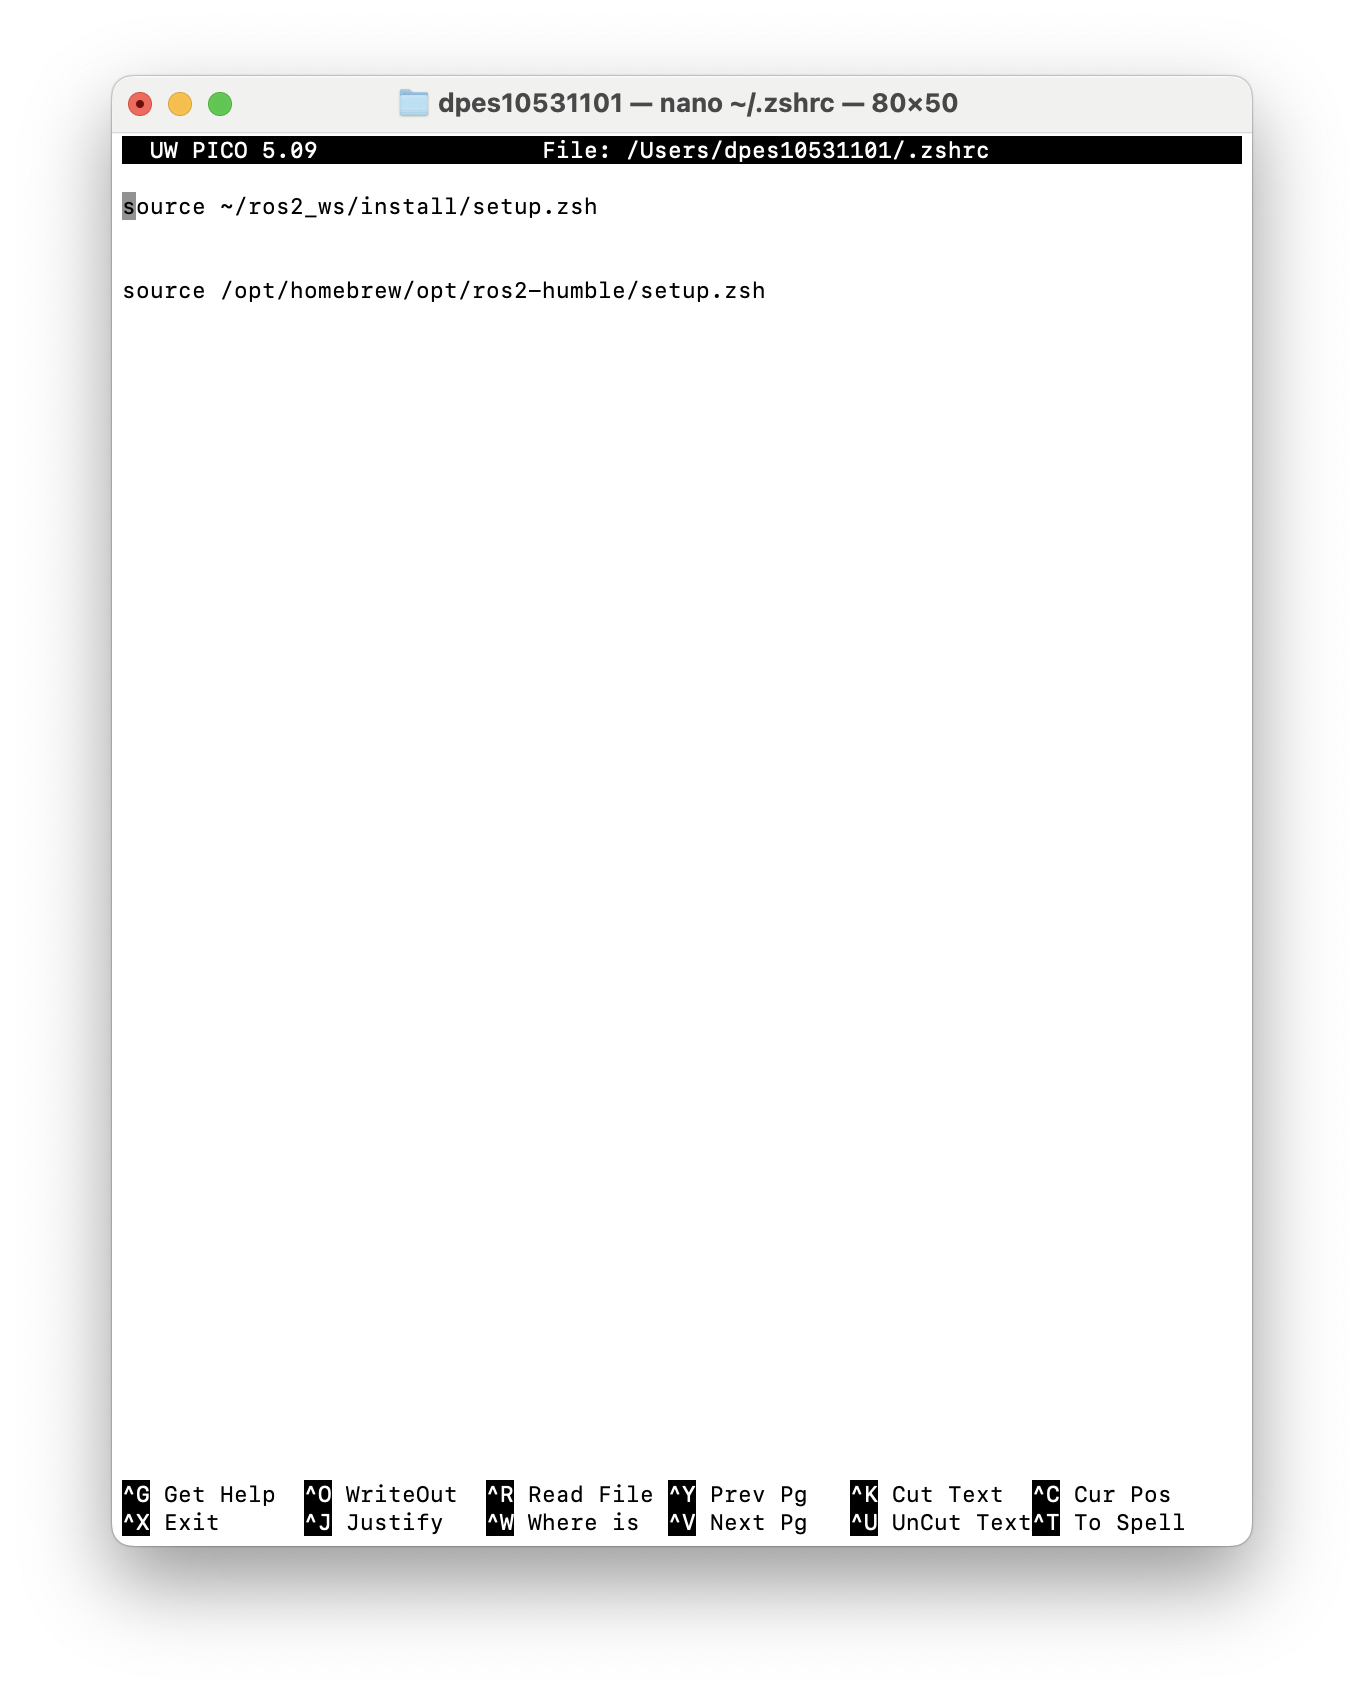 dpes10531101 — nano ~/.zshrc — 80×50
UW PICO 5.09 File: /Users/dpes10531101/.zshrc
source ~/ros2_ws/install/setup.zsh
source /opt/homebrew/opt/ros2-humble/setup.zsh
^G Get Help ^O WriteOut ^R Read File ^Y Prev Pg ^K Cut Text ^C Cur Pos
^X Exit ^J Justify ^W Where is ^V Next Pg ^U UnCut Text ^T To Spell